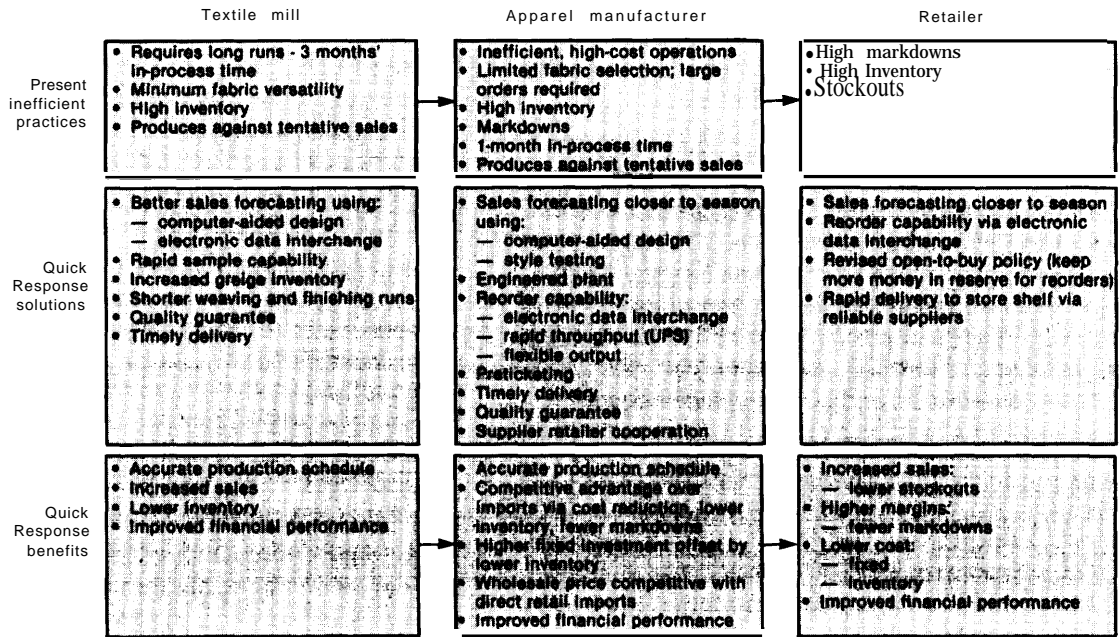 Textile mill
Apparel manufacturer
Retailer
Present
inefficient
practices
• Requires long runs - 3 months'
in-process time
• Minimum fabric versatility
• High inventory
• Produces against tentative sales
• Inefficient, high-cost operations
• Limited fabric selection; large
orders required
• High inventory
• Markdowns
• 1-month in-process time
• Produces against tentative sales
• High markdowns
• High Inventory
• Stockouts
Quick
Response
solutions
• Better sales forecasting using:
— computer-aided design
— electronic data interchange
• Rapid sample capability
• Increased greige inventory
• Shorter weaving and finishing runs
• Quality guarantee
• Timely delivery
• Sales forecasting closer to season
using:
— computer-aided design
— style testing
• Engineered plant
• Reorder capability:
— electronic data interchange
— rapid throughput (UPS)
— flexible output
• Preticketing
• Timely delivery
• Quality guarantee
• Supplier retailer cooperation
• Sales forecasting closer to season
• Reorder capability via electronic
data interchange
• Revised open-to-buy policy (keep
more money in reserve for reorders)
• Rapid delivery to store shelf via
reliable suppliers
Quick
Response
benefits
• Accurate production schedule
• Increased sales
• Lower inventory
• Improved financial performance
• Accurate production schedule
• Competitive advantage over
imports via cost reduction, lower
inventory, fewer markdowns
• Higher fixed investment offset by
lower inventory
• Wholesale price competitive with
direct retail imports
• Improved financial performance
• Increased sales:
— lower stockouts
• Higher margins:
— fewer markdowns
• Lower cost:
— fixed
— inventory
• Improved financial performance